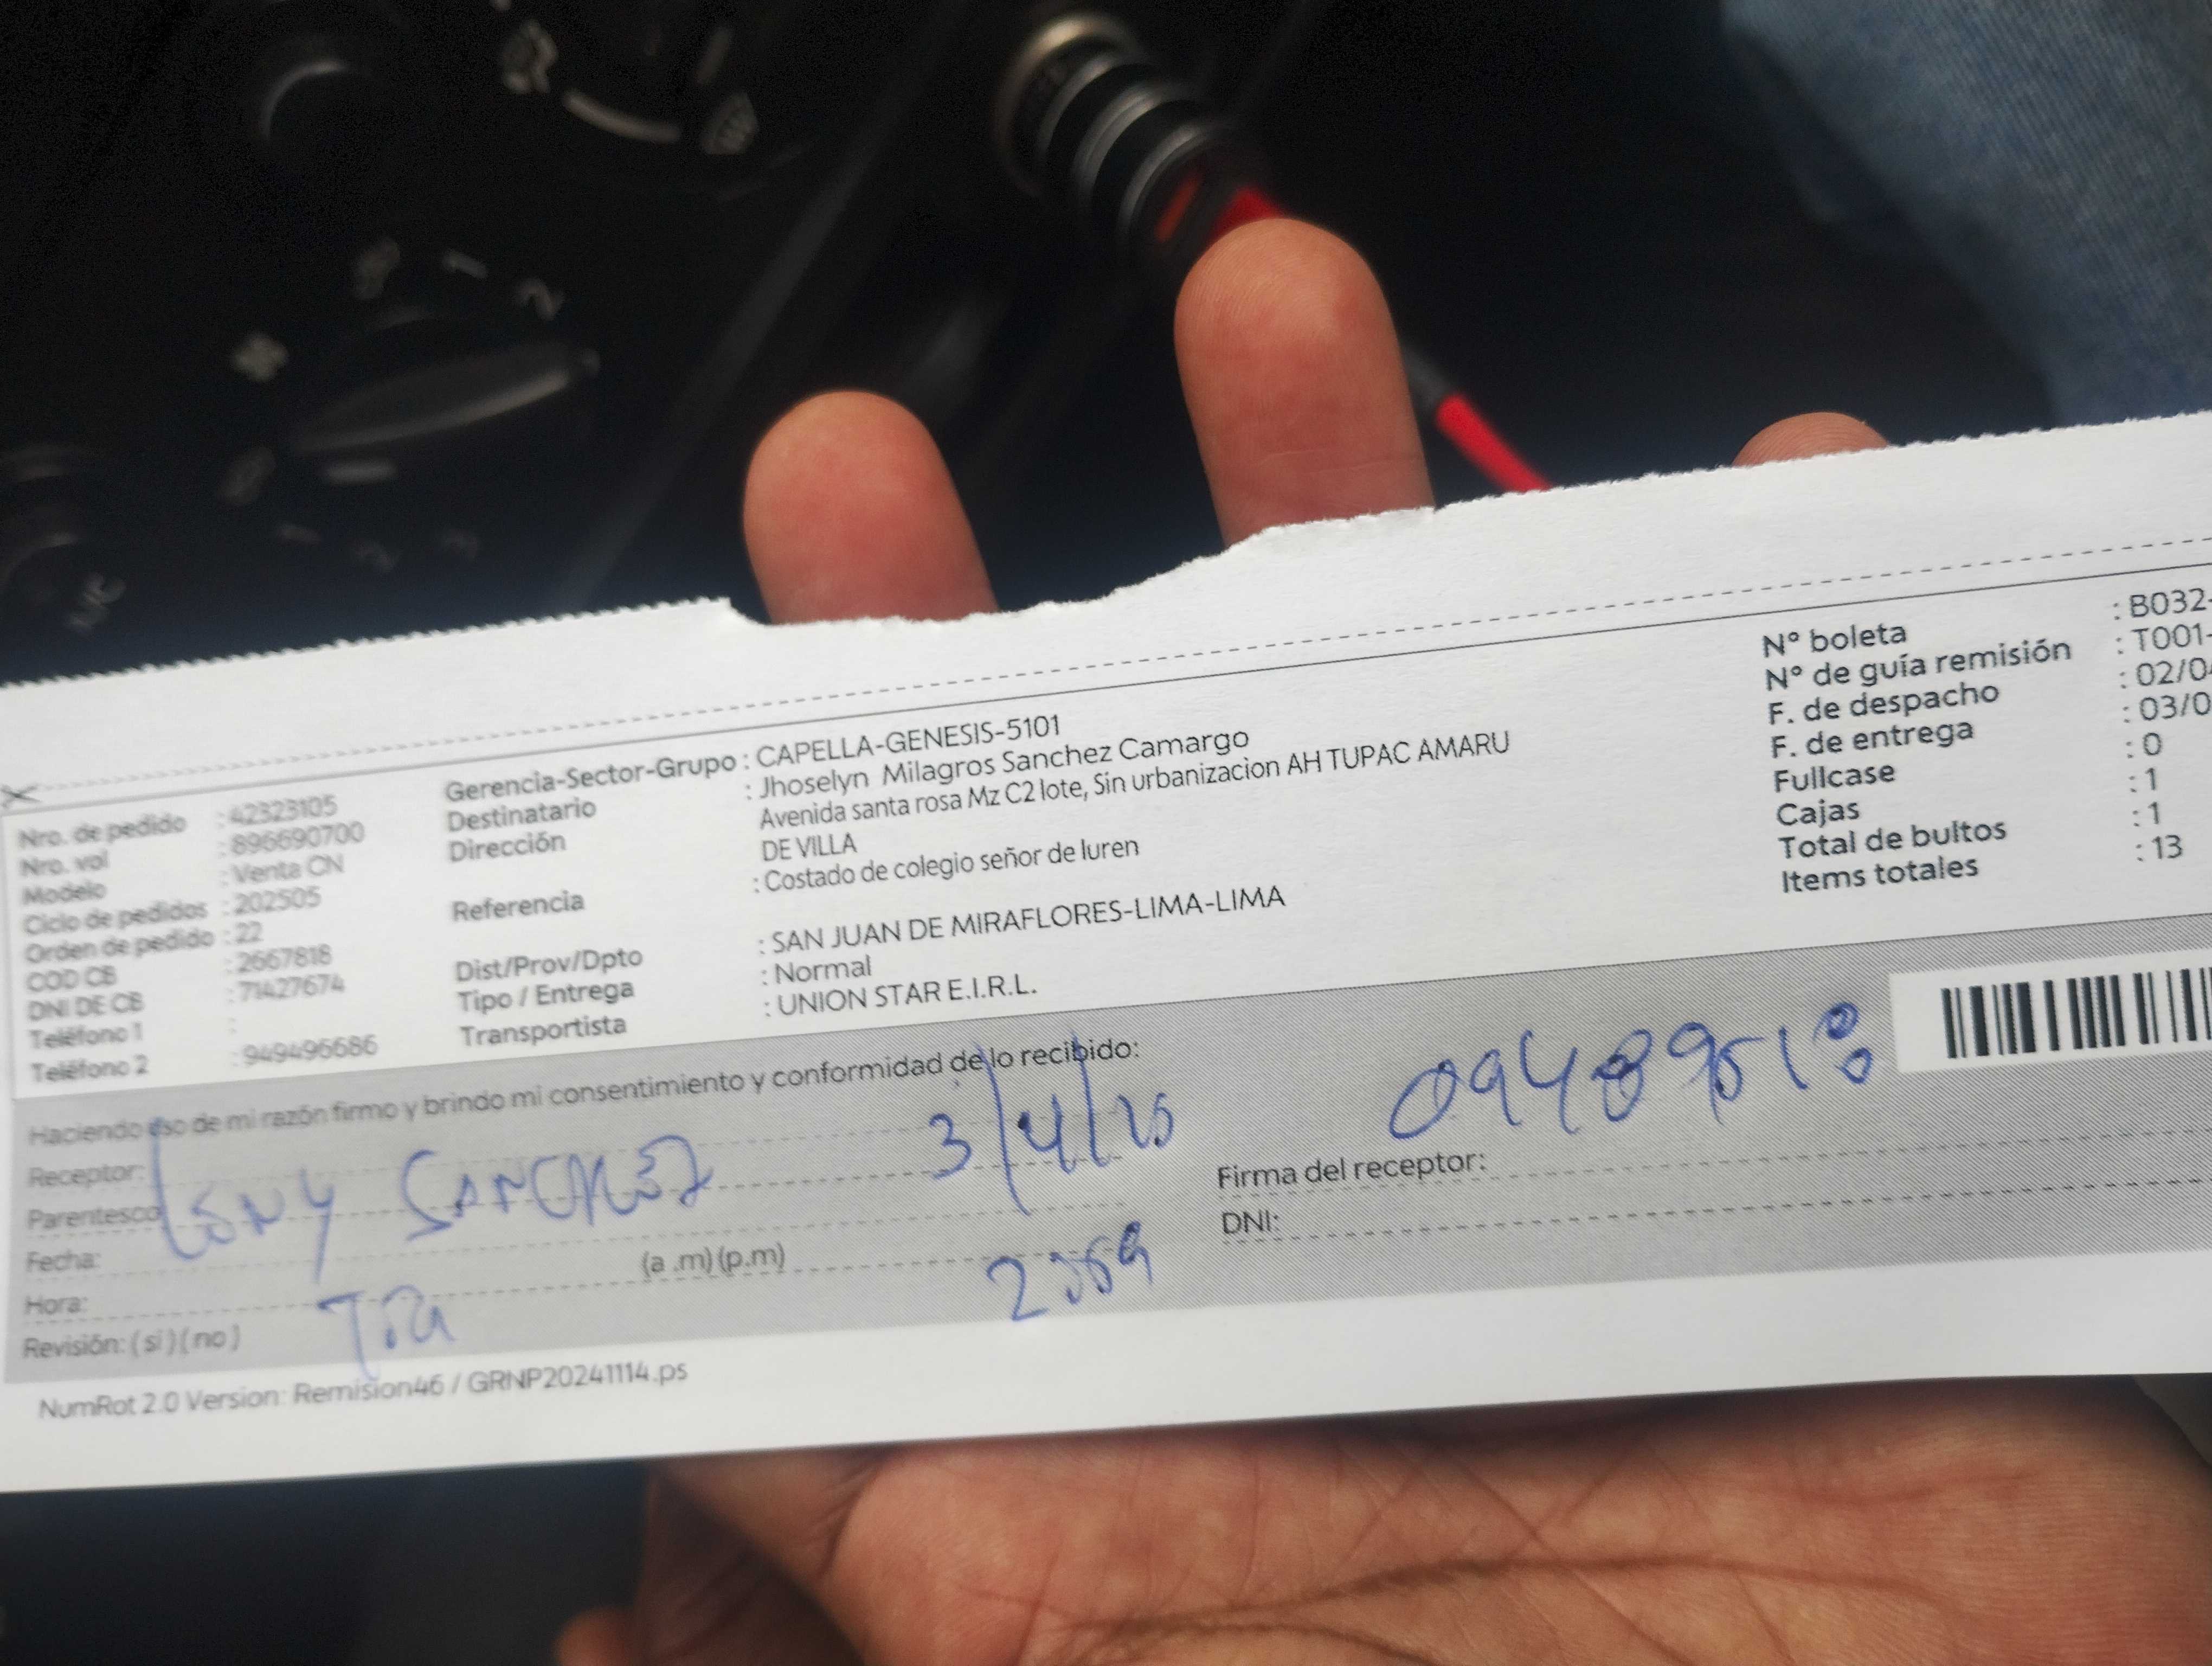 Nro. de pedido : 42323105
Nro. vol : 896690700
Modelo : Venta CN
Ciclo de pedidos : 202505
Orden de pedido : 22
COD CB : 2667818
DNI DE CB : 71427674
Teléfono 1 :
Teléfono 2 : 949496686
Gerencia-Sector-Grupo : CAPELLA-GENESIS-5101
Destinatario : Jhoselyn Milagros Sanchez Camargo
Dirección Avenida santa rosa Mz C2 lote, Sin urbanizacion AH TUPAC AMARU
DE VILLA
Referencia : Costado de colegio señor de luren
Dist/Prov/Dpto : SAN JUAN DE MIRAFLORES-LIMA-LIMA
Tipo / Entrega : Normal
Transportista : UNION STAR E.I.R.L.
N° boleta : B032-
N° de guía remisión : T001-
F. de despacho : 02/0
F. de entrega : 03/0
Fullcase : 0
Cajas : 1
Total de bultos : 1
Items totales : 13
Haciendo uso de mi razón firmo y brindo mi consentimiento y conformidad de lo recibido:
Receptor:
Parentesco
SANCHEZ 3/4/25
Fecha:
Hora: (a .m) (p.m)
Revisión: ( si ) ( no )
Firma del receptor:
DNI:
NumRot 2.0 Version: Remision46 / GRNP20241114.ps